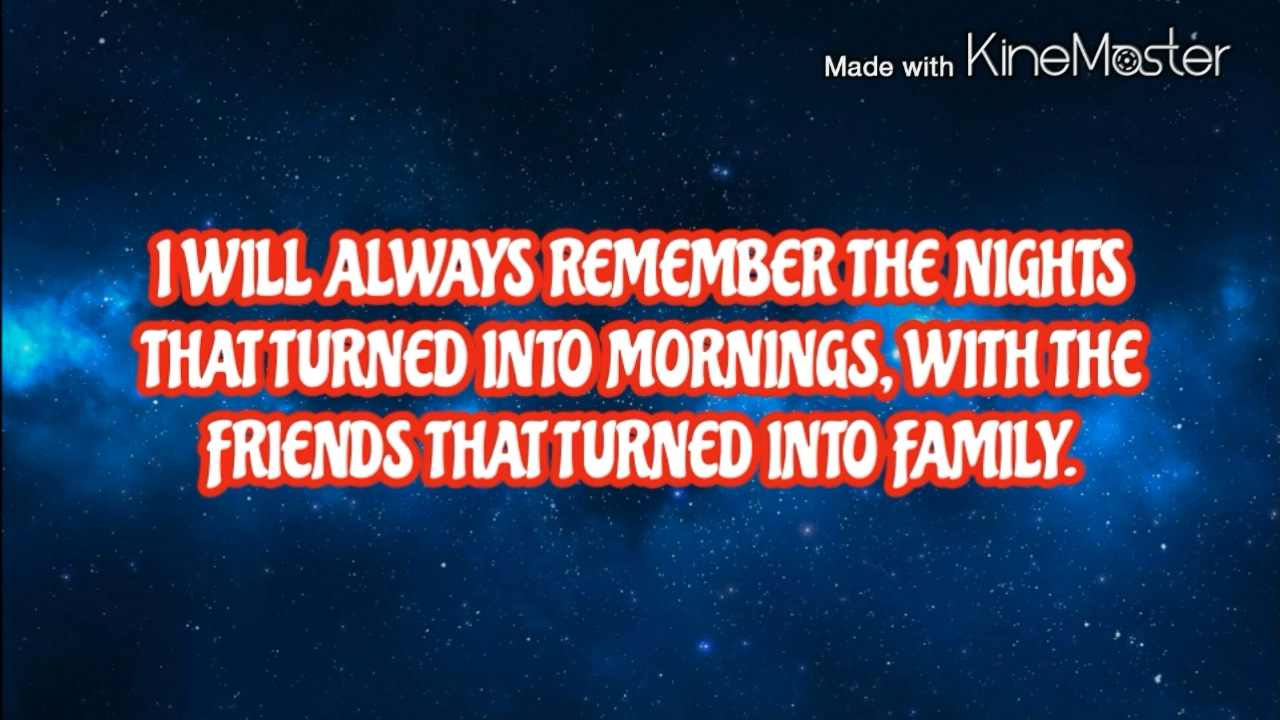 Made with KineMaster
I WILL ALWAYS REMEMBER THE NIGHTS
THAT TURNED INTO MORNINGS, WITH THE
FRIENDS THAT TURNED INTO FAMILY.